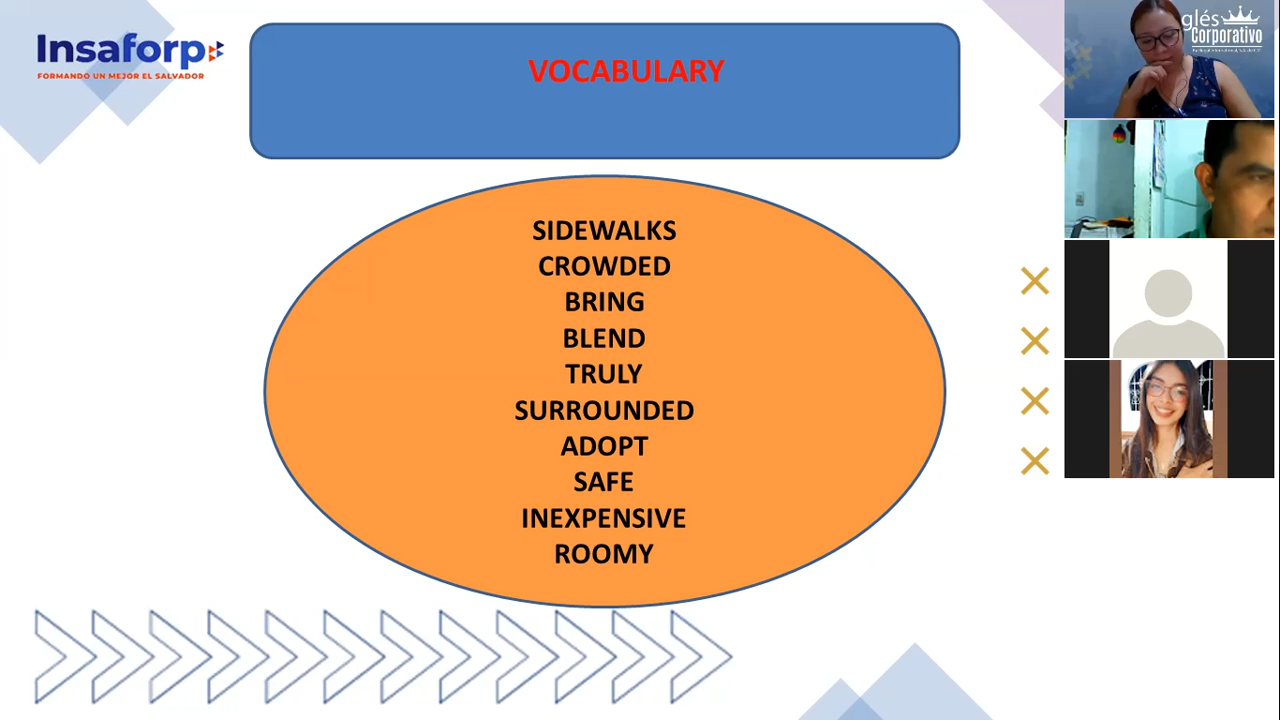 Insaforp
FORMANDO UN MEJOR EL SALVADOR
VOCABULARY
SIDEWALKS
CROWDED
BRING
BLEND
TRULY
SURROUNDED
ADOPT
SAFE
INEXPENSIVE
ROOMY
glés
Corporativo